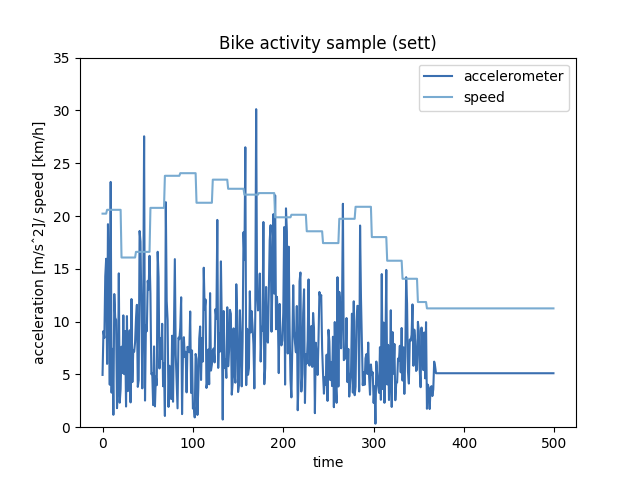 Bike activity sample (sett)
accelerometer
speed
acceleration [m/s^2]/ speed [km/h]
35
30
25
20
15
10
5
0
0
100
200
300
400
500
time